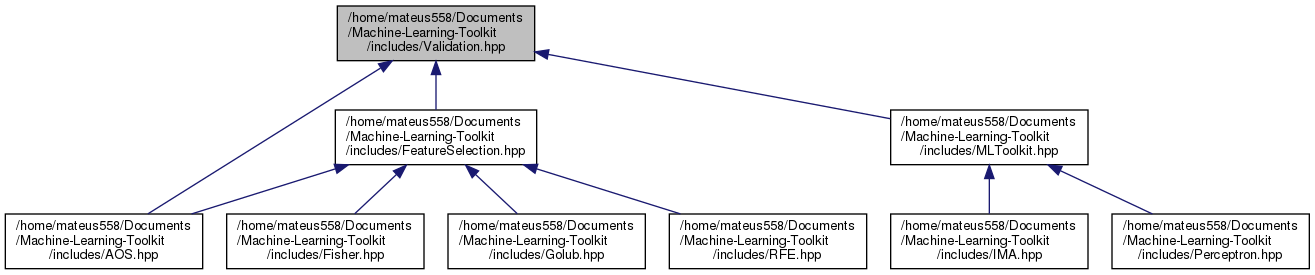 /home/mateus558/Documents
/Machine-Learning-Toolkit
/includes/Validation.hpp
/home/mateus558/Documents
/Machine-Learning-Toolkit
/includes/FeatureSelection.hpp
/home/mateus558/Documents
/Machine-Learning-Toolkit
/includes/MLToolkit.hpp
/home/mateus558/Documents
/Machine-Learning-Toolkit
/includes/AOS.hpp
/home/mateus558/Documents
/Machine-Learning-Toolkit
/includes/Fisher.hpp
/home/mateus558/Documents
/Machine-Learning-Toolkit
/includes/Golub.hpp
/home/mateus558/Documents
/Machine-Learning-Toolkit
/includes/RFE.hpp
/home/mateus558/Documents
/Machine-Learning-Toolkit
/includes/IMA.hpp
/home/mateus558/Documents
/Machine-Learning-Toolkit
/includes/Perceptron.hpp